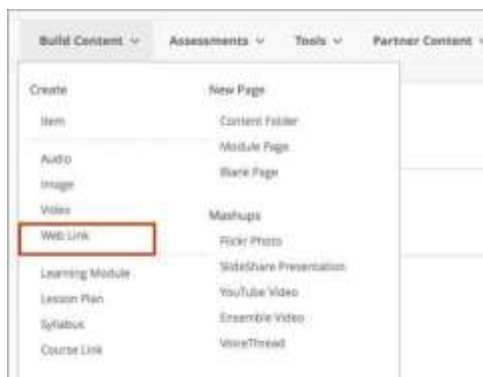 Build Content Assessments Tools Partner Content
Create
Item
Audio
Image
Video
Web Link
Learning Module
Lesson Plan
Syllabus
Course Link
New Page
Content Folder
Module Page
Blank Page
Mashups
Flickr Photo
SlideShare Presentation
YouTube Video
Ensemble Video
VoiceThread